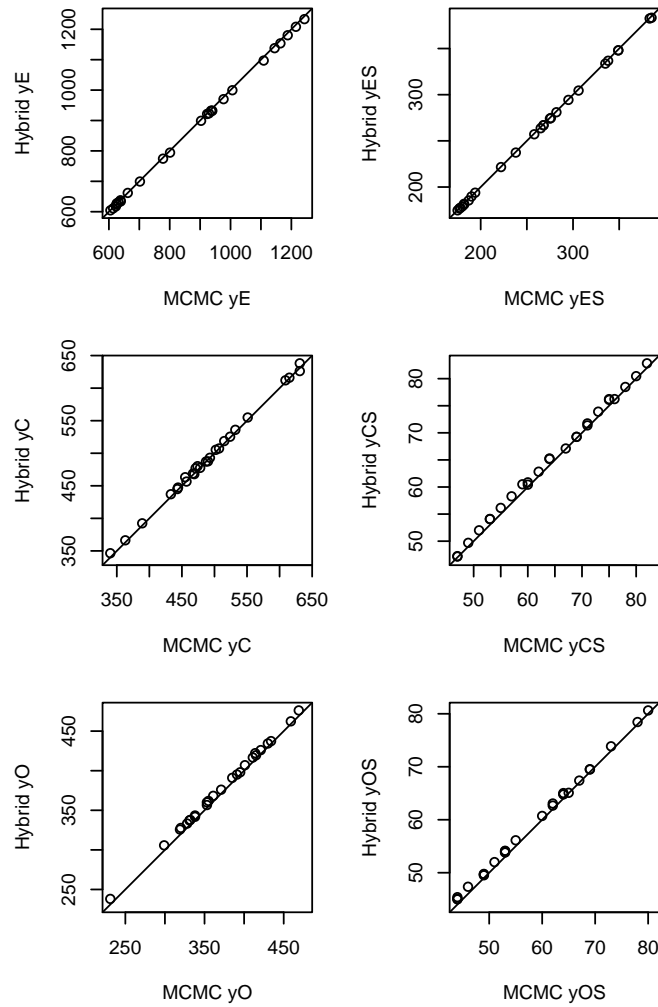 Hybrid yE
600 800 1000 1200
600 800 1000 1200
MCMC yE
Hybrid yES
200 300
200 300
MCMC yES
Hybrid yC
350 450 550 650
350 450 550 650
MCMC yC
Hybrid yCS
50 60 70 80
50 60 70 80
MCMC yCS
Hybrid yO
250 350 450
250 350 450
MCMC yO
Hybrid yOS
50 60 70 80
50 60 70 80
MCMC yOS